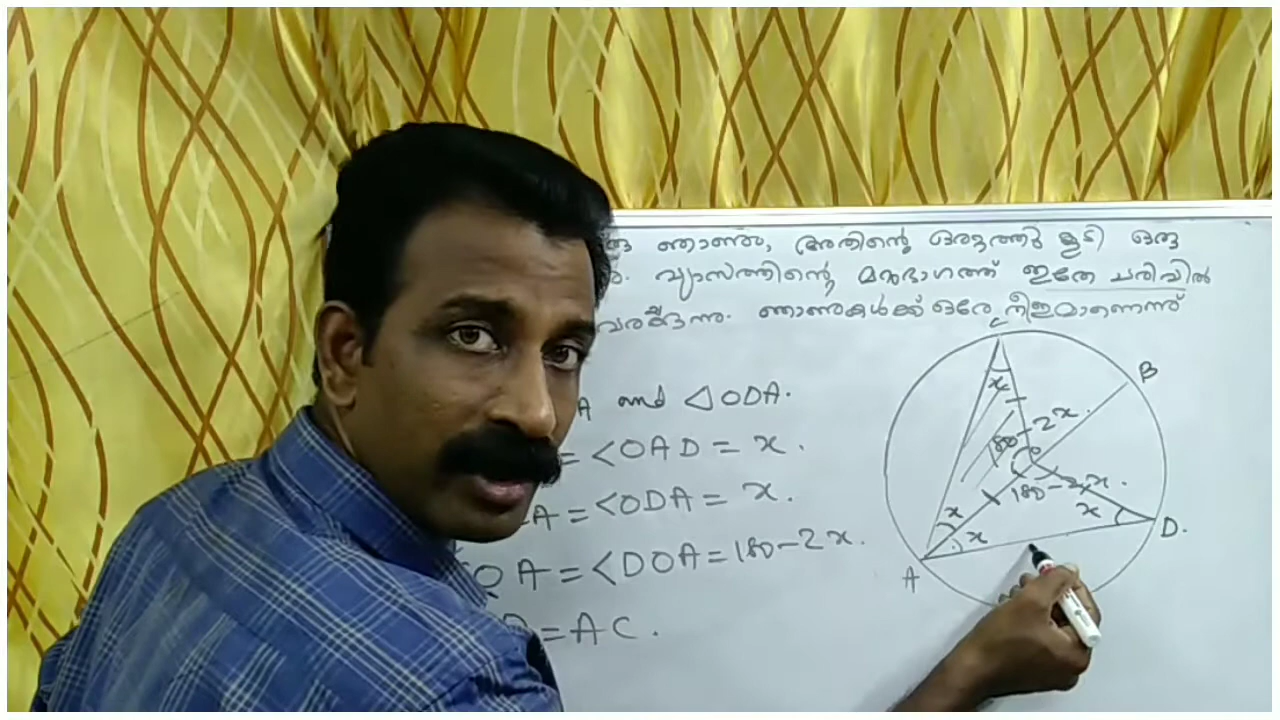 ഞാണും, അതിന്റെ ഒരറ്റത്തു കൂടി ഒരു
വ്യാസത്തിന്റെ മറുഭാഗത്ത് ഇതേ ചരിവിൽ
വരയ്ക്കുന്നു. ഞാണുകൾക്ക് ഒരേ നീളമാണെന്ന്
C
B
A ഉം △ODA.
x
180-2x.
= <OAD = x.
A = <ODA = x.
180-2x.
x
x
x
D.
OA = <DOA = 180-2x.
A
= AC.